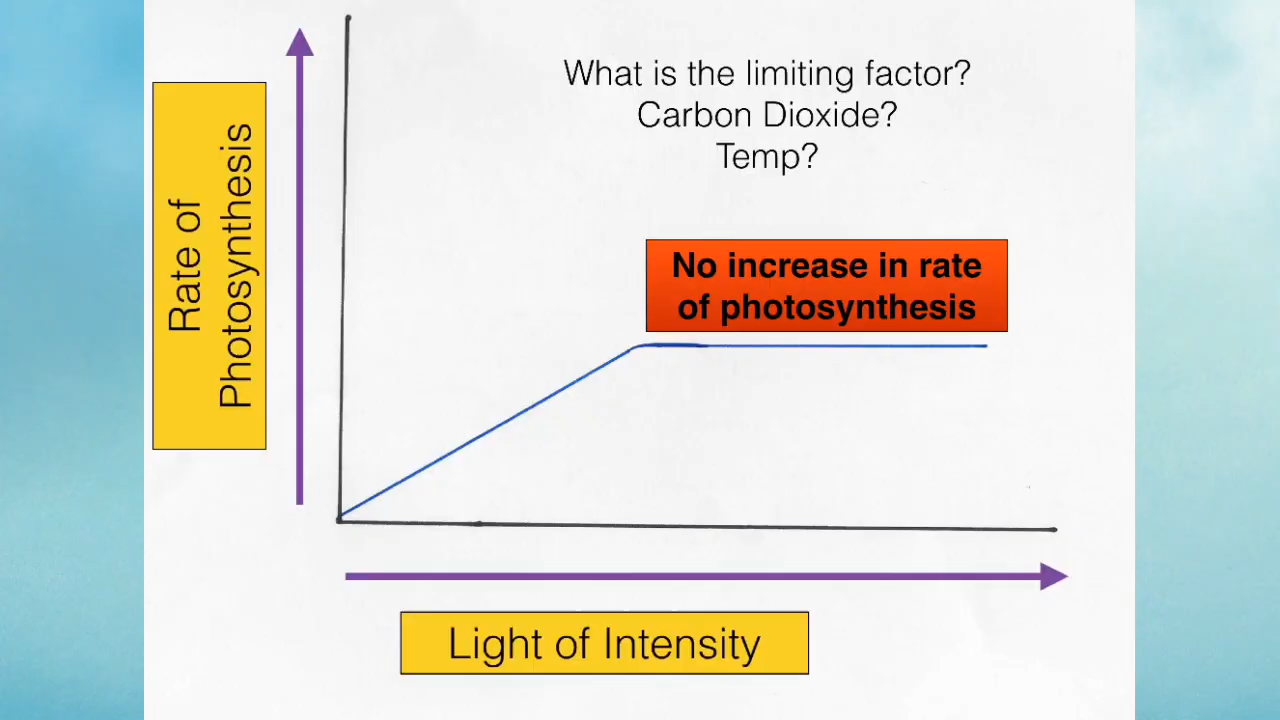 What is the limiting factor?
Carbon Dioxide?
Temp?
Rate of
Photosynthesis
No increase in rate
of photosynthesis
Light of Intensity